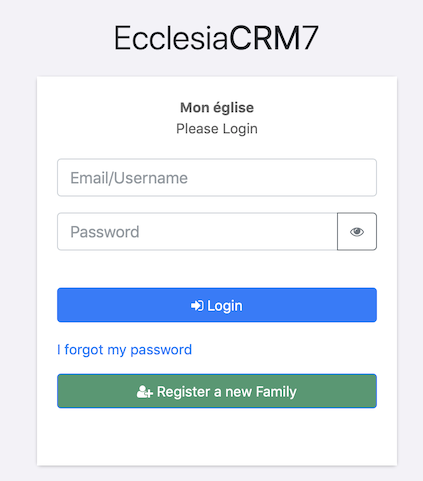 EcclesiaCRM7
Mon église
Please Login
Email/Username
Password
Login
I forgot my password
Register a new Family